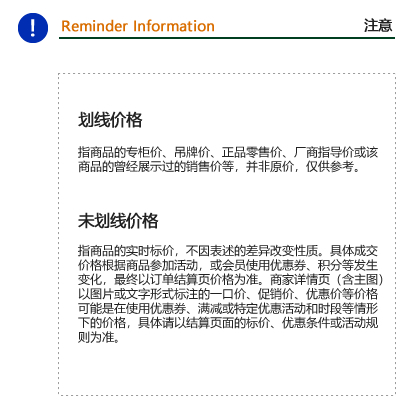 ! Reminder Information 注意
划线价格
指商品的专柜价、吊牌价、正品零售价、厂商指导价或该
商品的曾经展示过的销售价等，并非原价，仅供参考。
未划线价格
指商品的实时标价，不因表述的差异改变性质。具体成交
价格根据商品参加活动，或会员使用优惠券、积分等发生
变化，最终以订单结算页价格为准。商家详情页（含主图）
以图片或文字形式标注的一口价、促销价、优惠价等价格
可能是在使用优惠券、满减或特定优惠活动和时段等情形
下的价格，具体请以结算页面的标价、优惠条件或活动规
则为准。